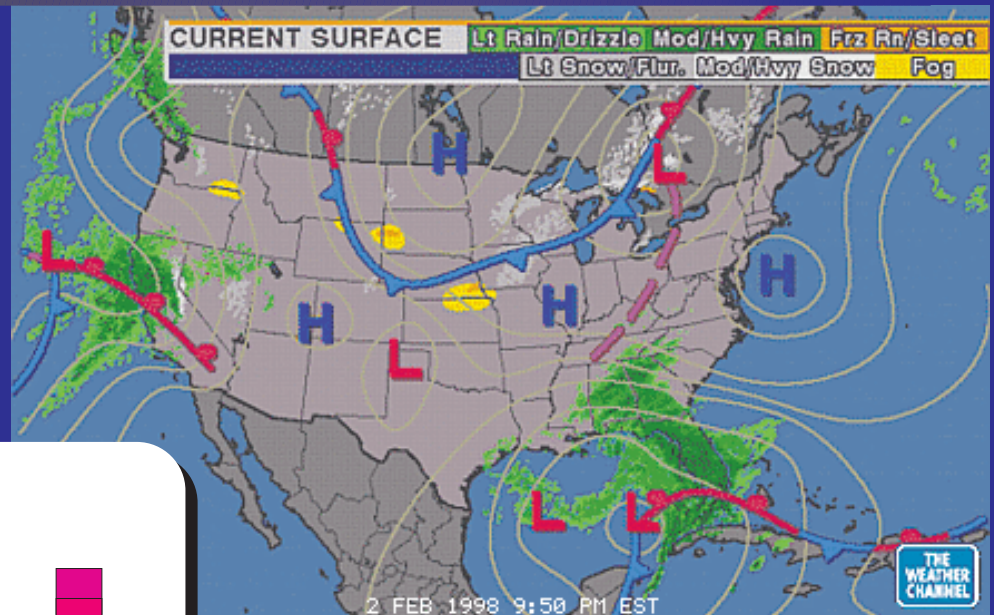 CURRENT SURFACE
Lt Rain/Drizzle Mod/Hvy Rain Frz Rn/Sleet
Lt Snow/Flur. Mod/Hvy Snow Fog
H
L
L
H
H
H
L
L
L
2 FEB 1998 9:50 PM EST
THE
WEATHER
CHANNEL